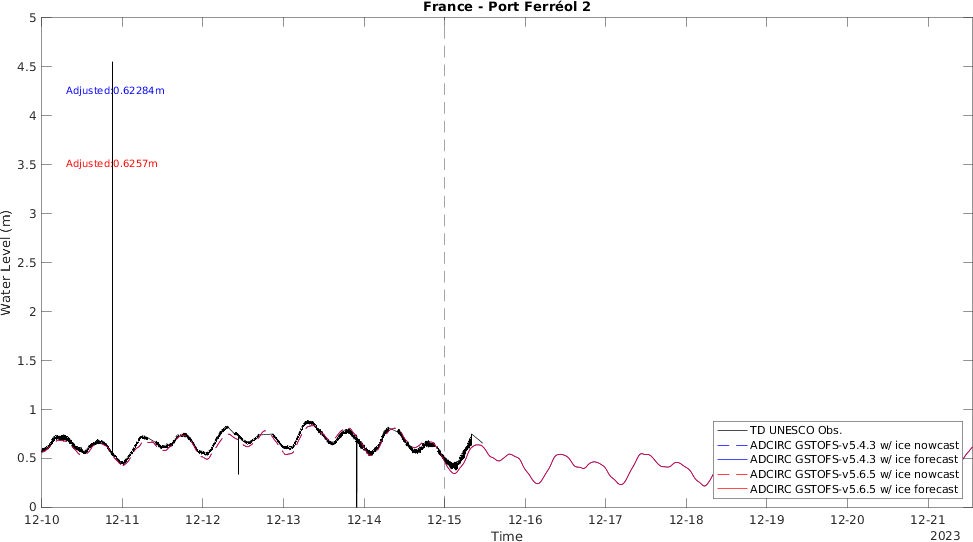 France - Port Ferréol 2
5
4.5
4
3.5
3
2.5
2
1.5
1
0.5
0
Water Level (m)
Adjusted:0.62284m
Adjusted:0.6257m
TD UNESCO Obs.
ADCIRC GSTOFS-v5.4.3 w/ ice nowcast
ADCIRC GSTOFS-v5.4.3 w/ ice forecast
ADCIRC GSTOFS-v5.6.5 w/ ice nowcast
ADCIRC GSTOFS-v5.6.5 w/ ice forecast
12-10 12-11 12-12 12-13 12-14 12-15 12-16 12-17 12-18 12-19 12-20 12-21
Time
2023